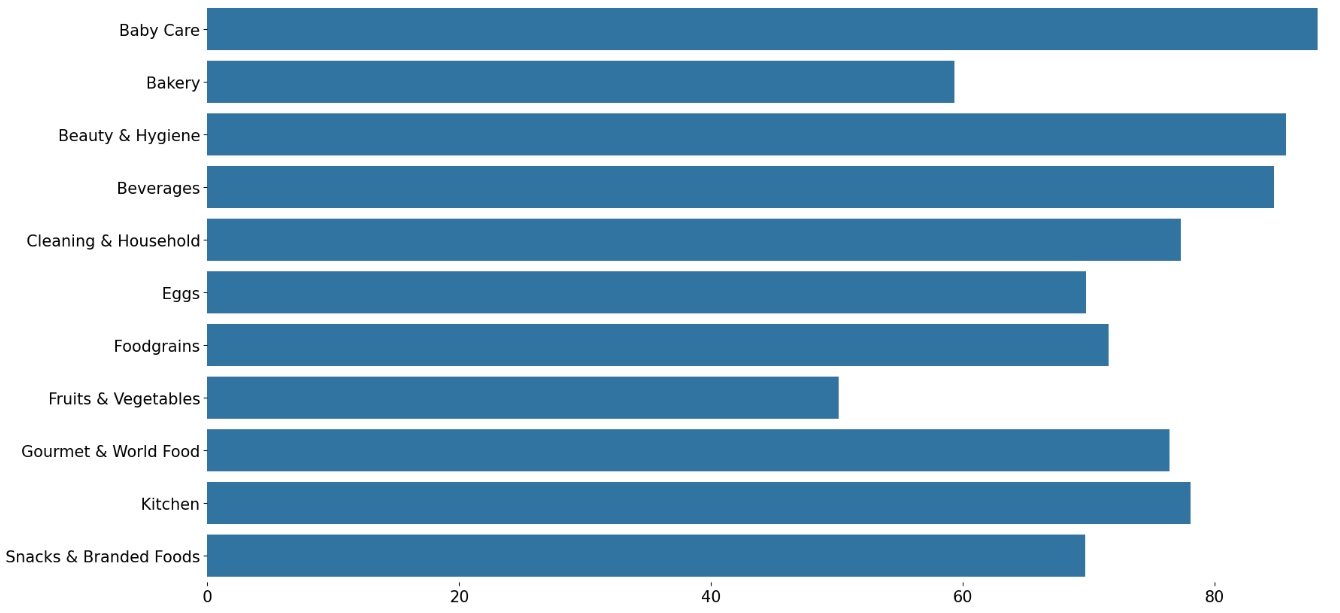 Baby Care
Bakery
Beauty & Hygiene
Beverages
Cleaning & Household
Eggs
Foodgrains
Fruits & Vegetables
Gourmet & World Food
Kitchen
Snacks & Branded Foods
0 20 40 60 80